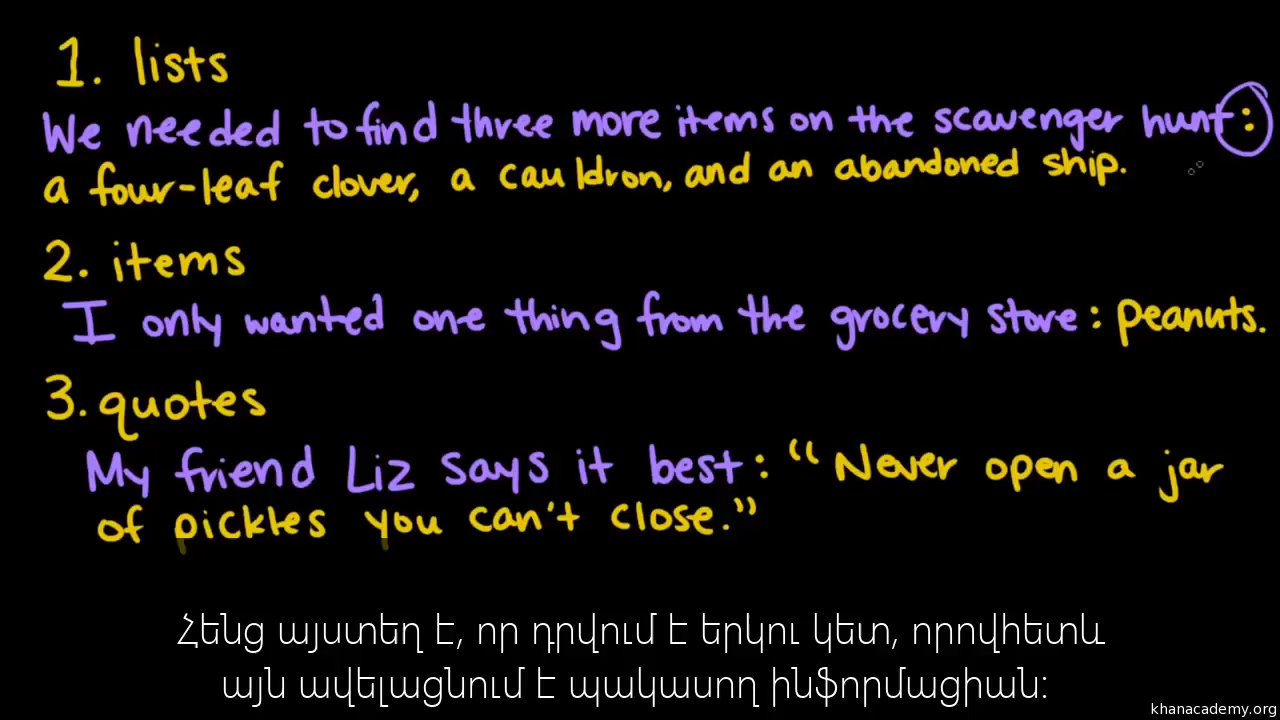 1. lists
We needed to find three more items on the scavenger hunt:
a four-leaf clover, a cauldron, and an abandoned ship.
2. items
I only wanted one thing from the grocery store: peanuts.
3. quotes
My friend Liz says it best: “Never open a jar
of pickles you can't close.”
Հենց այստեղ է, որ դրվում է երկու կետ, որովհետև
այն ավելացնում է պակասող ինֆորմացիան:
khanacademy.org